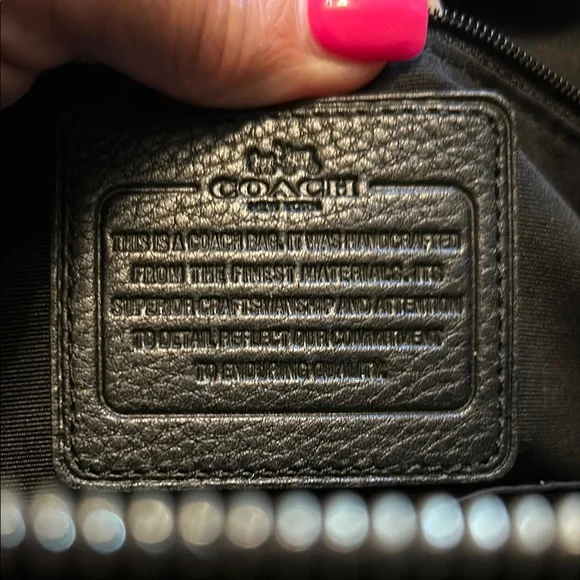 COACH
NEW YORK
THIS IS A COACH BAG. IT WAS HANDCRAFTED
FROM THE FINEST MATERIALS. ITS
SUPERIOR CRAFTSMANSHIP AND ATTENTION
TO DETAIL REFLECT OUR COMMITMENT
TO ENDURING QUALITY.